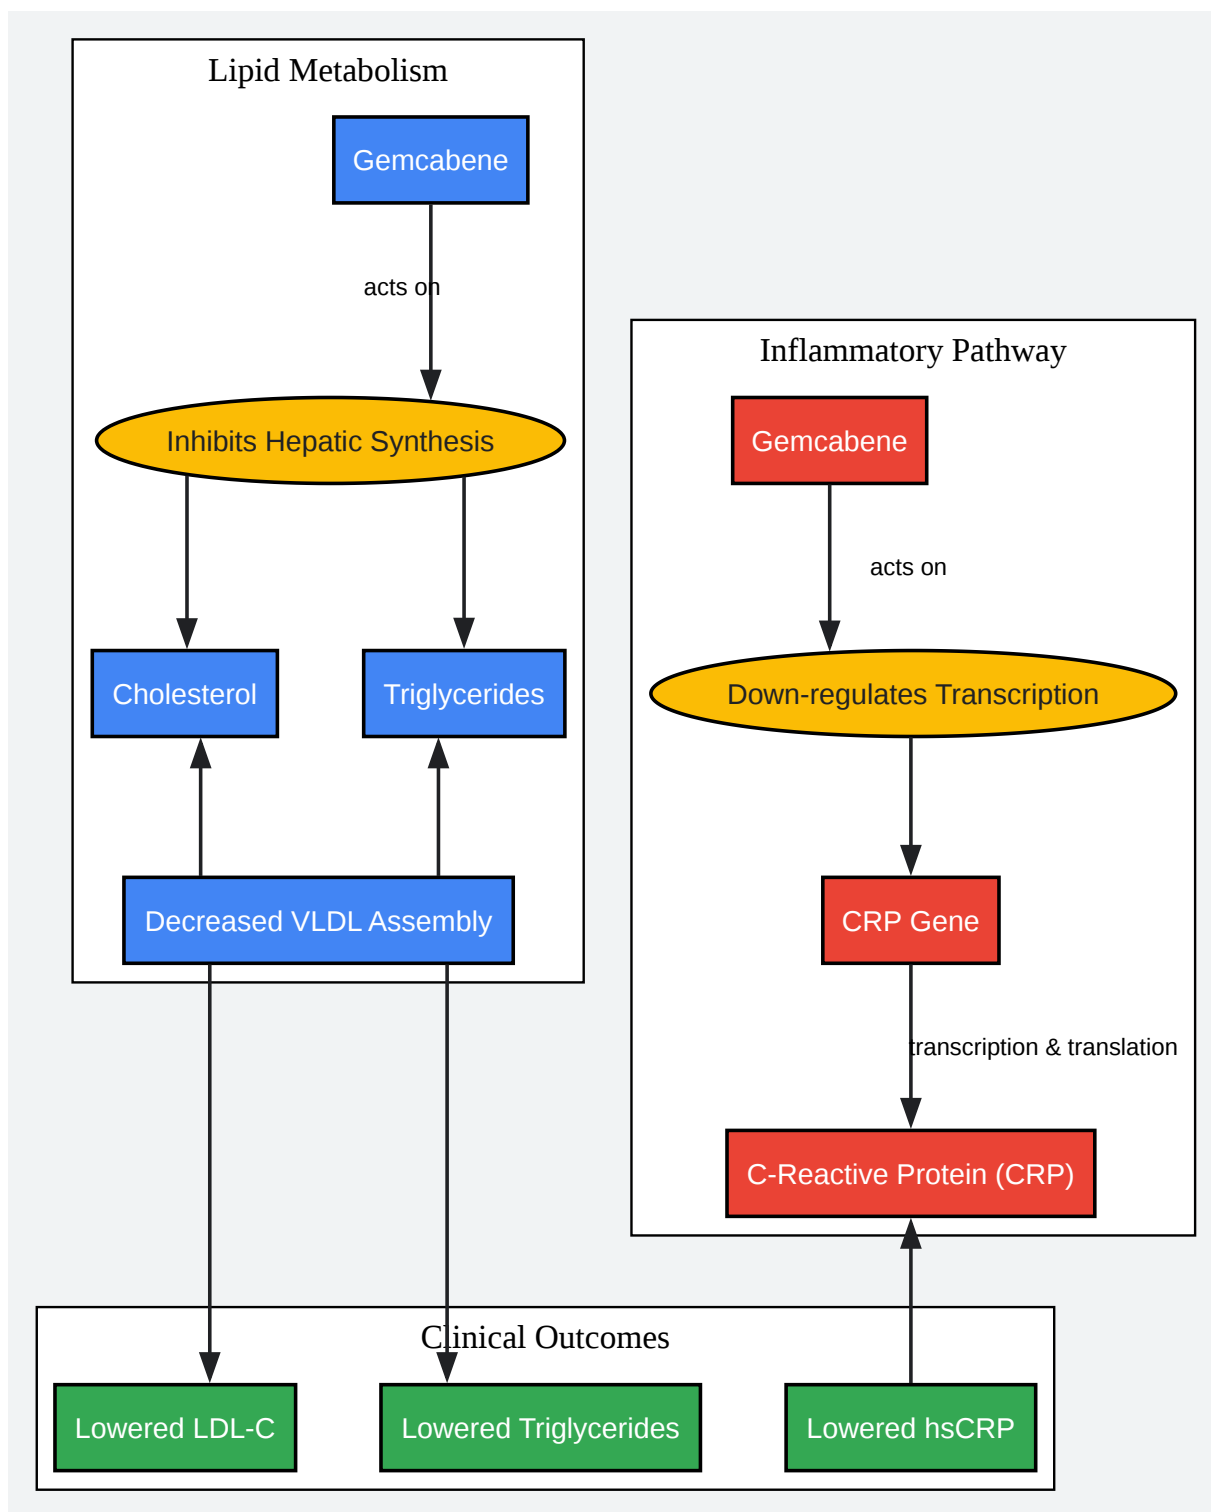 Lipid Metabolism
Gemcabene
acts on
Inhibits Hepatic Synthesis
Cholesterol
Triglycerides
Decreased VLDL Assembly
Inflammatory Pathway
Gemcabene
acts on
Down-regulates Transcription
CRP Gene
transcription & translation
C-Reactive Protein (CRP)
Clinical Outcomes
Lowered LDL-C
Lowered Triglycerides
Lowered hsCRP